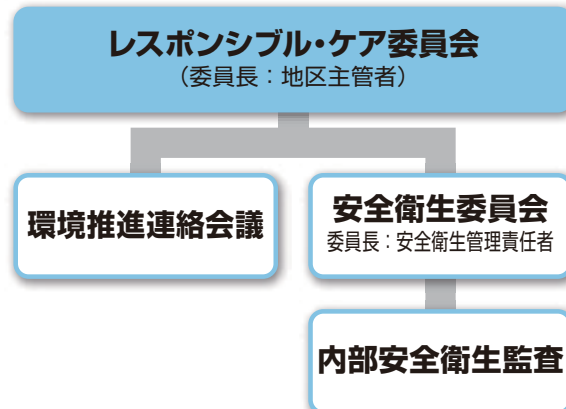 レスポンシブル・ケア委員会
（委員長：地区主管者）
環境推進連絡会議
安全衛生委員会
委員長：安全衛生管理責任者
内部安全衛生監査